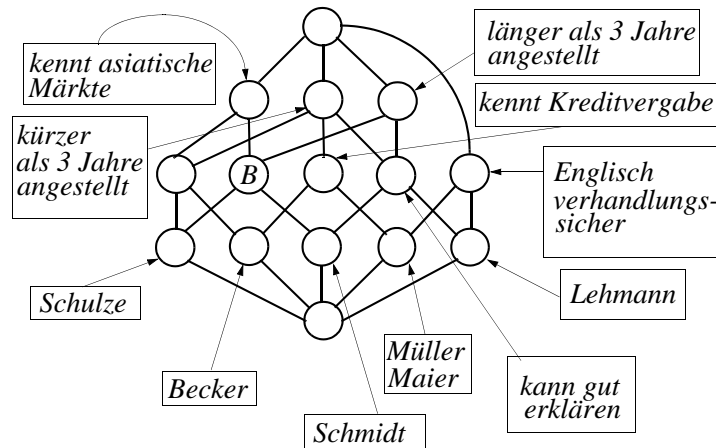 länger als 3 Jahre
angestellt
kennt asiatische
Märkte
kennt Kreditvergabe
kürzer
als 3 Jahre
angestellt
B
Englisch
verhandlungs-
sicher
Schulze
Lehmann
Becker
Müller
Maier
kann gut
erklären
Schmidt